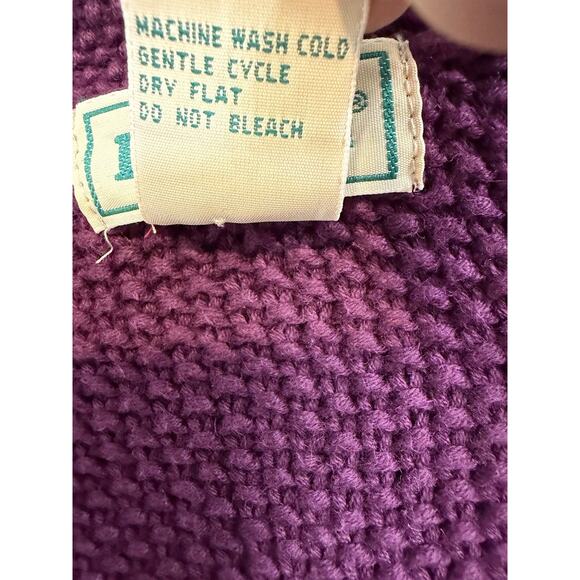 MACHINE WASH COLD
GENTLE CYCLE
DRY FLAT
DO NOT BLEACH
®